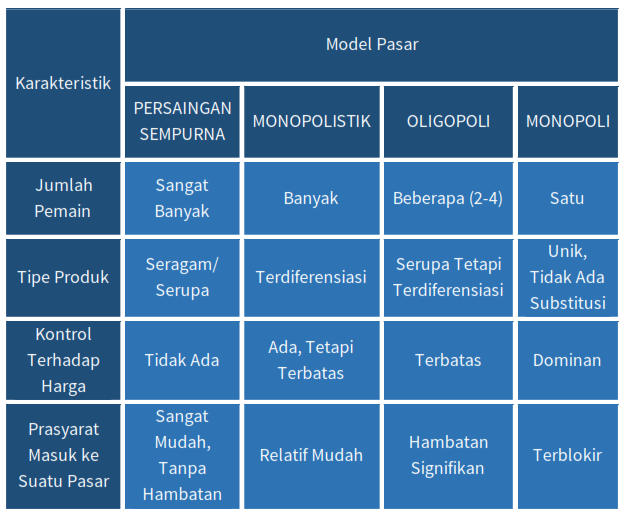 Karakteristik
Model Pasar
PERSAINGAN
SEMPURNA
MONOPOLISTIK
OLIGOPOLI
MONOPOLI
Jumlah
Pemain
Sangat
Banyak
Banyak
Beberapa (2-4)
Satu
Tipe Produk
Seragam/
Serupa
Terdiferensiasi
Serupa Tetapi
Terdiferensiasi
Unik,
Tidak Ada
Substitusi
Kontrol
Terhadap
Harga
Tidak Ada
Ada, Tetapi
Terbatas
Terbatas
Dominan
Prasyarat
Masuk ke
Suatu Pasar
Sangat
Mudah,
Tanpa
Hambatan
Relatif Mudah
Hambatan
Signifikan
Terblokir